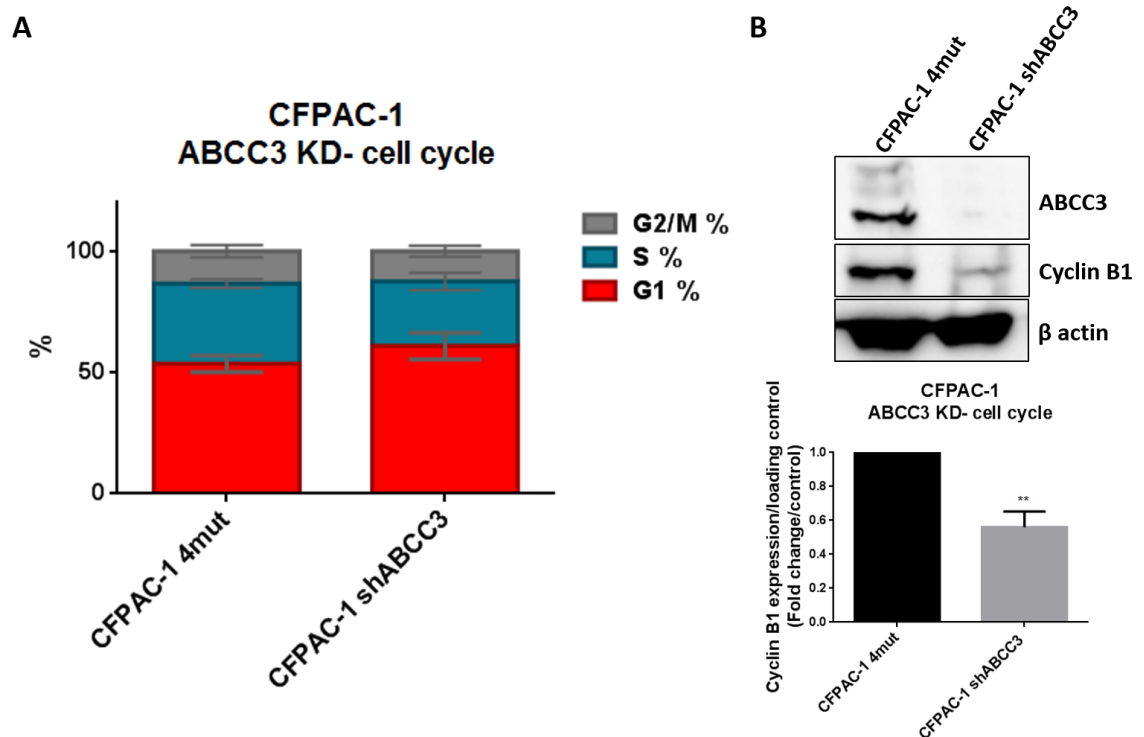 A
CFPAC-1
ABCC3 KD- cell cycle
%
100
50
0
CFPAC-1 4mut
CFPAC-1 shABCC3
G2/M %
S %
G1 %
B
CFPAC-1 4mut
CFPAC-1 shABCC3
ABCC3
Cyclin B1
β actin
CFPAC-1
ABCC3 KD- cell cycle
Cyclin B1 expression/loading control
(Fold change/control)
1.0
0.8
0.6
0.4
0.2
0.0
**
CFPAC-1 4mut
CFPAC-1 shABCC3